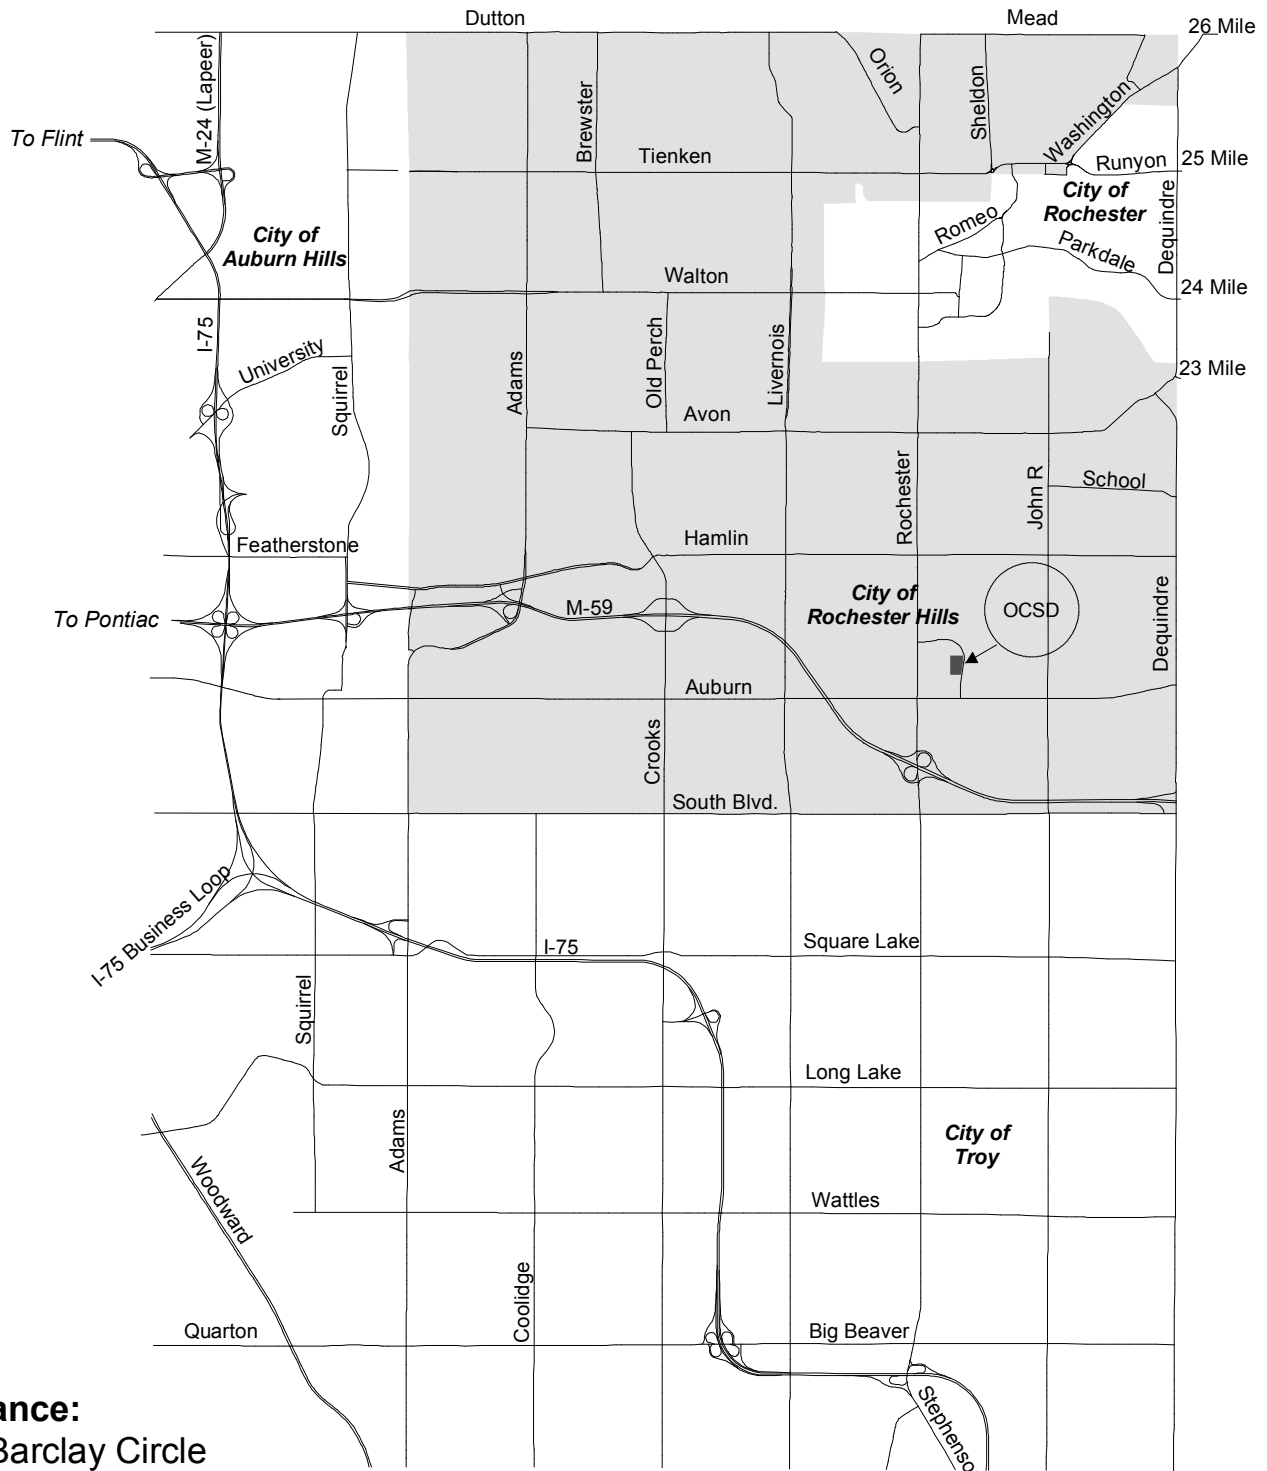 Dutton
Mead
26 Mile
M-24 (Lapeer)
Orion
Brewster
Sheldon
Washington
To Flint
Tienken
Runyon
25 Mile
City of
Rochester
Dequindre
Romeo
Parkdale
City of
Auburn Hills
Walton
24 Mile
I-75
University
Squirrel
Adams
Old Perch
Livernois
23 Mile
Avon
Rochester
John R
School
Featherstone
Hamlin
To Pontiac
M-59
City of
Rochester Hills
OCSD
Dequindre
Auburn
Crooks
South Blvd.
I-75 Business Loop
I-75
Square Lake
Squirrel
Long Lake
Adams
City of
Troy
Woodward
Wattles
Coolidge
Quarton
Big Beaver
Stephenso
ance:
Barclay Circle